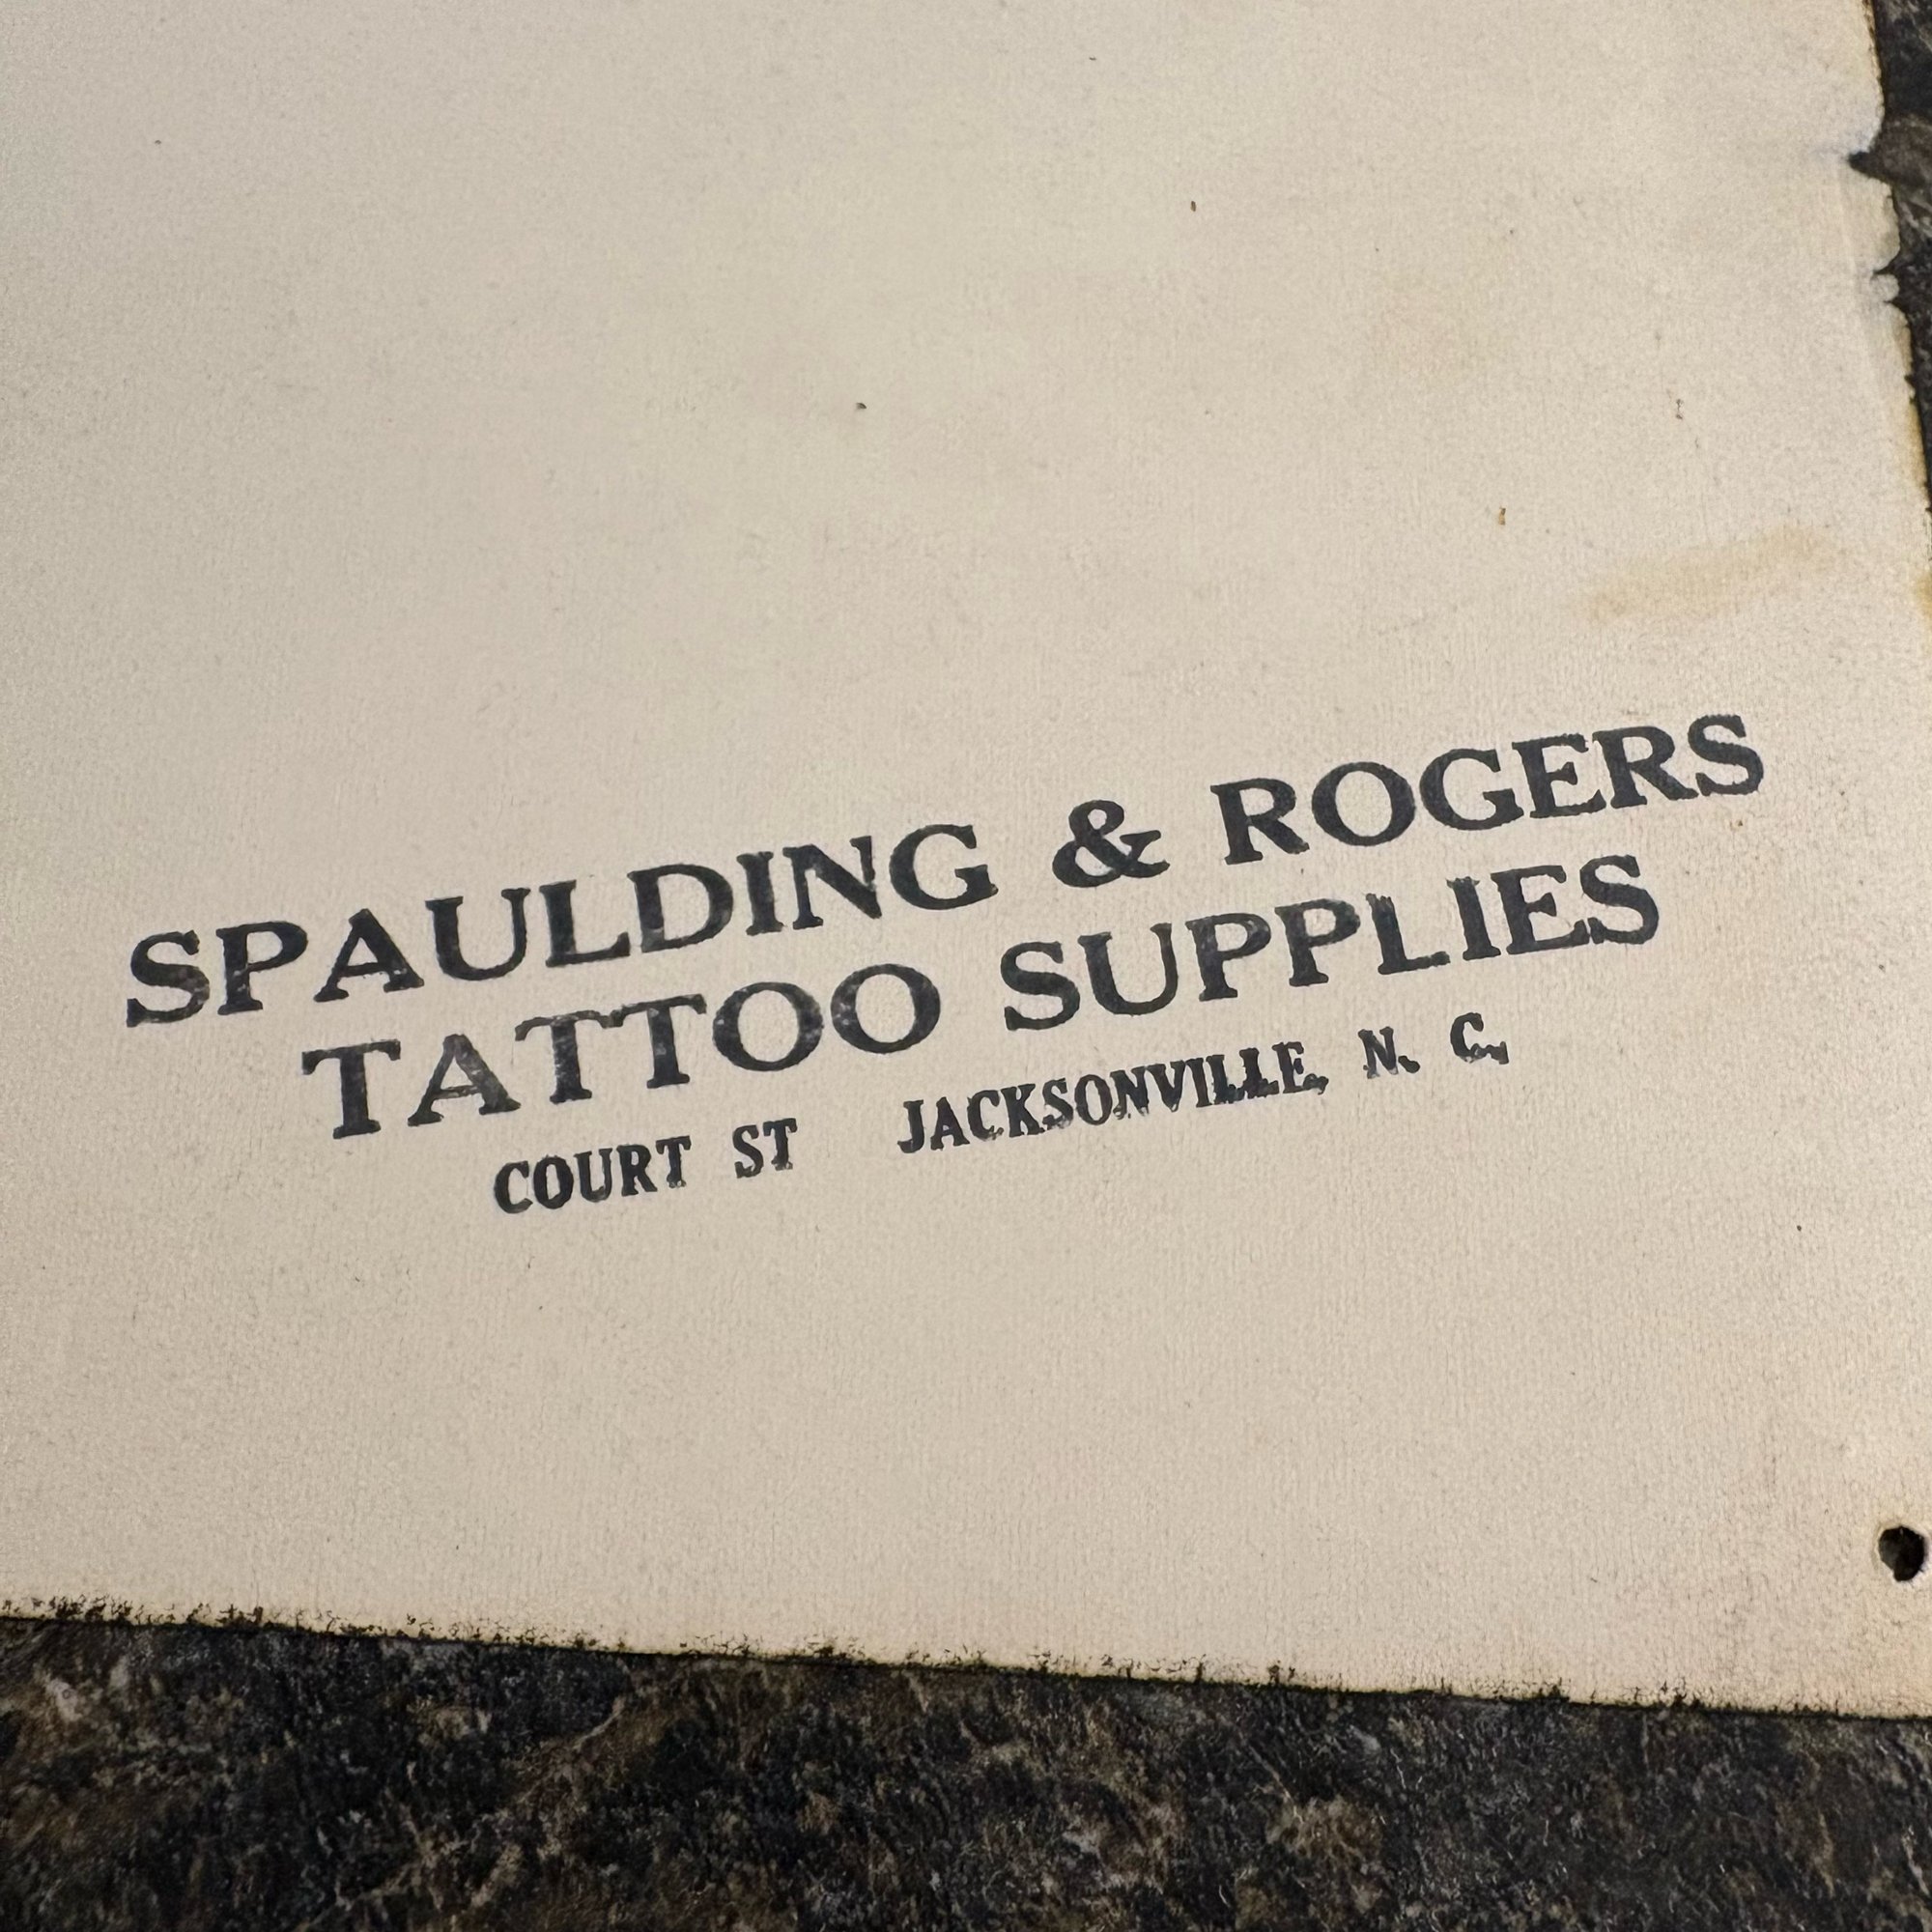 SPAULDING & ROGERS
TATTOO SUPPLIES
COURT ST JACKSONVILLE, N. C.